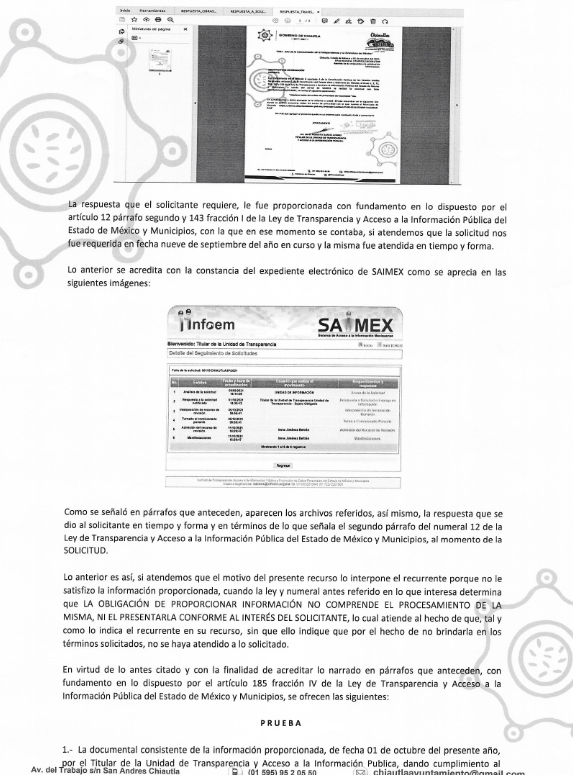 Inicio Herramientas
Miniaturas de página
GOBIERNO DE CHIAUTLA
La respuesta que el solicitante requiere, le fue proporcionada con fundamento en lo dispuesto por el
artículo 12 párrafo segundo y 143 fracción I de la Ley de Transparencia y Acceso a la Información Pública del
Estado de México y Municipios, con la que en ese momento se contaba, si atendemos que la solicitud nos
fue requerida en fecha nueve de septiembre del año en curso y la misma fue atendida en tiempo y forma.
Lo anterior se acredita con la constancia del expediente electrónico de SAIMEX como se aprecia en las
siguientes imágenes:
infoem
SAIMEX
Bienvenido: Titular de la Unidad de Transparencia
Detalle del Seguimiento de Solicitudes
UNIDAD DE INFORMACIÓN
Regresar
Como se señaló en párrafos que anteceden, aparecen los archivos referidos, así mismo, la respuesta que se
dio al solicitante en tiempo y forma y en términos de lo que señala el segundo párrafo del numeral 12 de la
Ley de Transparencia y Acceso a la Información Pública del Estado de México y Municipios, al momento de la
SOLICITUD.
Lo anterior es así, si atendemos que el motivo del presente recurso lo interpone el recurrente porque no le
satisfizo la información proporcionada, cuando la ley y numeral antes referido en lo que interesa determina
que LA OBLIGACIÓN DE PROPORCIONAR INFORMACIÓN NO COMPRENDE EL PROCESAMIENTO DE LA
MISMA, NI EL PRESENTARLA CONFORME AL INTERÉS DEL SOLICITANTE, lo cual atiende al hecho de que, tal y
como lo indica el recurrente en su recurso, sin que ello indique que por el hecho de no brindarla en los
términos solicitados, no se haya atendido a lo solicitado.
En virtud de lo antes citado y con la finalidad de acreditar lo narrado en párrafos que anteceden, con
fundamento en lo dispuesto por el artículo 185 fracción IV de la Ley de Transparencia y Acceso a la
Información Pública del Estado de México y Municipios, se ofrecen las siguientes:
PRUEBA
1.- La documental consistente de la información proporcionada, de fecha 01 de octubre del presente año,
por el Titular de la Unidad de Transparencia y Acceso a la Información Publica, dando cumplimiento al
Av. del Trabajo s/n San Andres Chiautla (01 595) 95 2 05 50 chiautlaayuntamiento@gmail.com